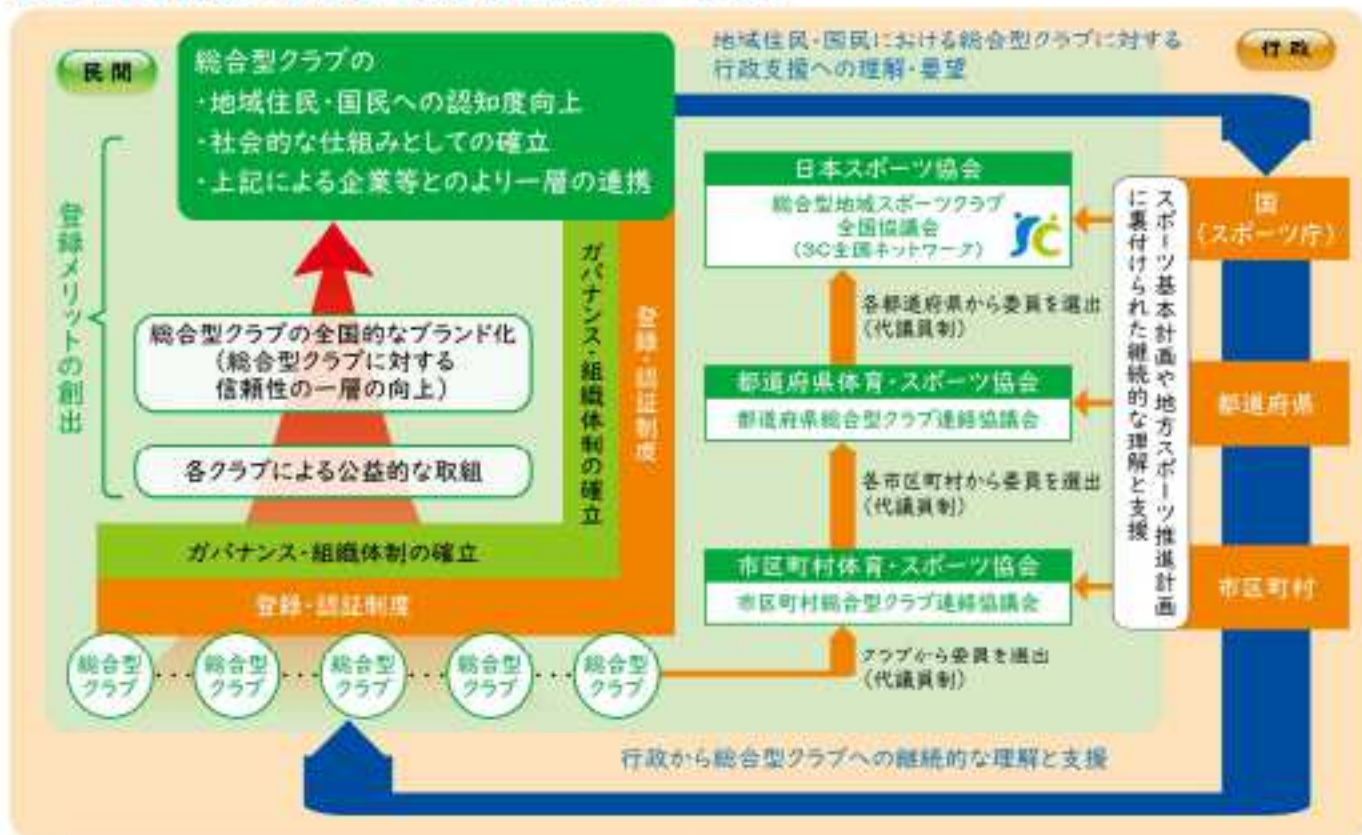 民間
総合型クラブの
・地域住民・国民への認知度向上
・社会的な仕組みとしての確立
・上記による企業等とのより一層の連携
地域住民・国民における総合型クラブに対する
行政支援への理解・要望
行政
登録メリットの創出
総合型クラブの全国的なブランド化
(総合型クラブに対する
信頼性の一層の向上)
各クラブによる公益的な取組
ガバナンス・組織体制の確立
登録・認証制度
ガバナンス・組織体制の確立
登録・認証制度
総合型
クラブ
総合型
クラブ
総合型
クラブ
総合型
クラブ
総合型
クラブ
日本スポーツ協会
総合型地域スポーツクラブ
全国協議会
(SC全国ネットワーク)
各都道府県から委員を選出
(代議員制)
都道府県体育・スポーツ協会
都道府県総合型クラブ連絡協議会
各市区町村から委員を選出
(代議員制)
市区町村体育・スポーツ協会
市区町村総合型クラブ連絡協議会
クラブから委員を選出
(代議員制)
スポーツ基本計画や地方スポーツ推進計画
に裏付けられた継続的な理解と支援
国
(スポーツ庁)
都道府県
市区町村
行政から総合型クラブへの継続的な理解と支援